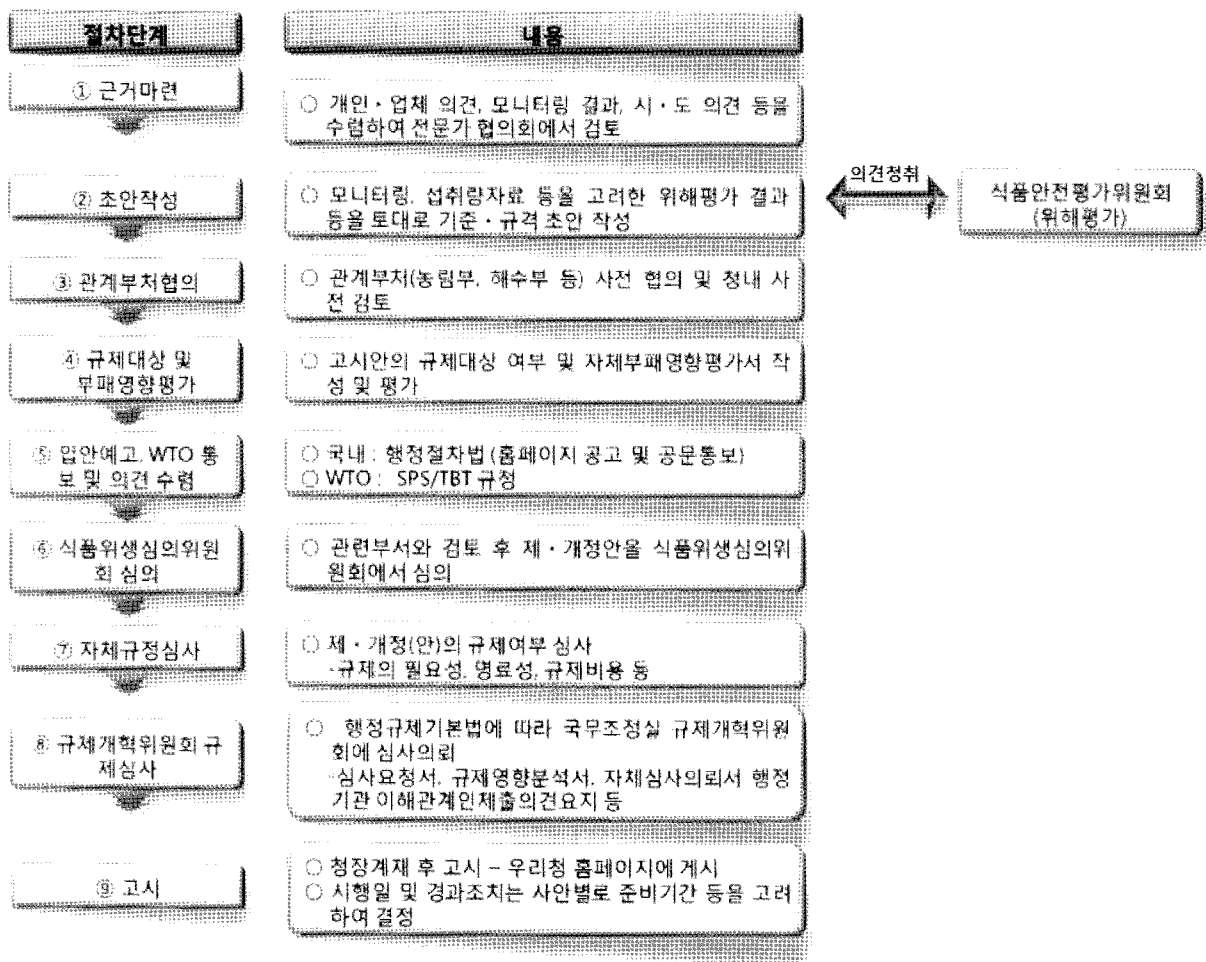 절차단계
내용
① 근거마련
○ 개인·업체 의견, 모니터링 결과, 시·도 의견 등을
수렴하여 전문가 협의회에서 검토
② 초안작성
○ 모니터링, 섭취량자료 등을 고려한 위해평가 결과
등을 토대로 기준·규격 초안 작성
의견청취
식품안전평가위원회
(위해평가)
③ 관계부처협의
○ 관계부처(농림부, 해수부 등) 사전 협의 및 청내 사
전 검토
④ 규제대상 및
부패영향평가
○ 고시안의 규제대상 여부 및 자체부패영향평가서 작
성 및 평가
⑤ 입안예고, WTO 통
보 및 의견 수렴
○ 국내 : 행정절차법 (홈페이지 공고 및 공문통보)
○ WTO : SPS/TBT 규정
⑥ 식품위생심의위원
회 심의
○ 관련부서와 검토 후 제·개정안을 식품위생심의위
원회에서 심의
⑦ 자체규정심사
○ 제·개정(안)의 규제여부 심사
-규제의 필요성, 명료성, 규제비용 등
⑧ 규제개혁위원회 규
제심사
○ 행정규제기본법에 따라 국무조정실 규제개혁위원
회에 심사의뢰
-심사요청서, 규제영향분석서, 자체심사의뢰서 행정
기관 이해관계인제출의견요지 등
⑨ 고시
○ 청장계재 후 고시 – 우리청 홈페이지에 게시
○ 시행일 및 경과조치는 사안별로 준비기간 등을 고려
하여 결정